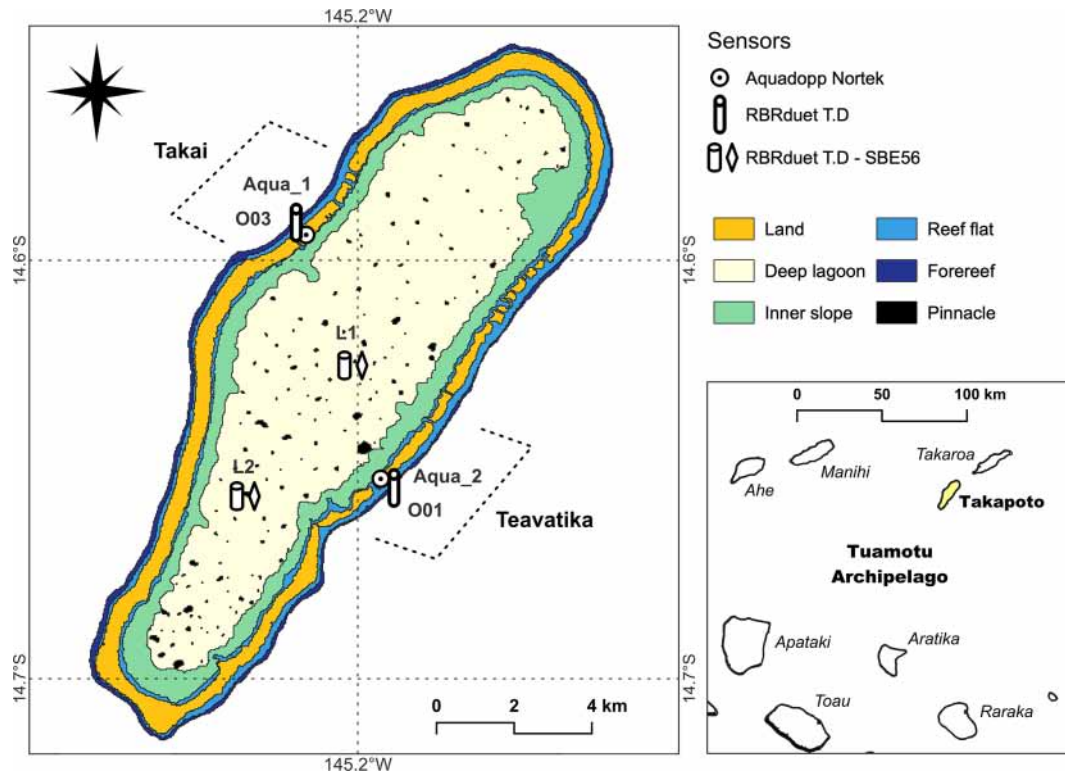 145.2°W
Takai
Aqua_1
O03
14.6°S
14.6°S
L1
L2
Aqua_2
O01
Teavatika
14.7°S
14.7°S
0 2 4 km
145.2°W
Sensors
Aquadopp Nortek
RBRduet T.D
RBRduet T.D - SBE56
Land
Reef flat
Deep lagoon
Forereef
Inner slope
Pinnacle
0 50 100 km
Ahe
Manihi
Takaroa
Takapoto
Tuamotu
Archipelago
Apataki
Aratika
Toau
Raraka